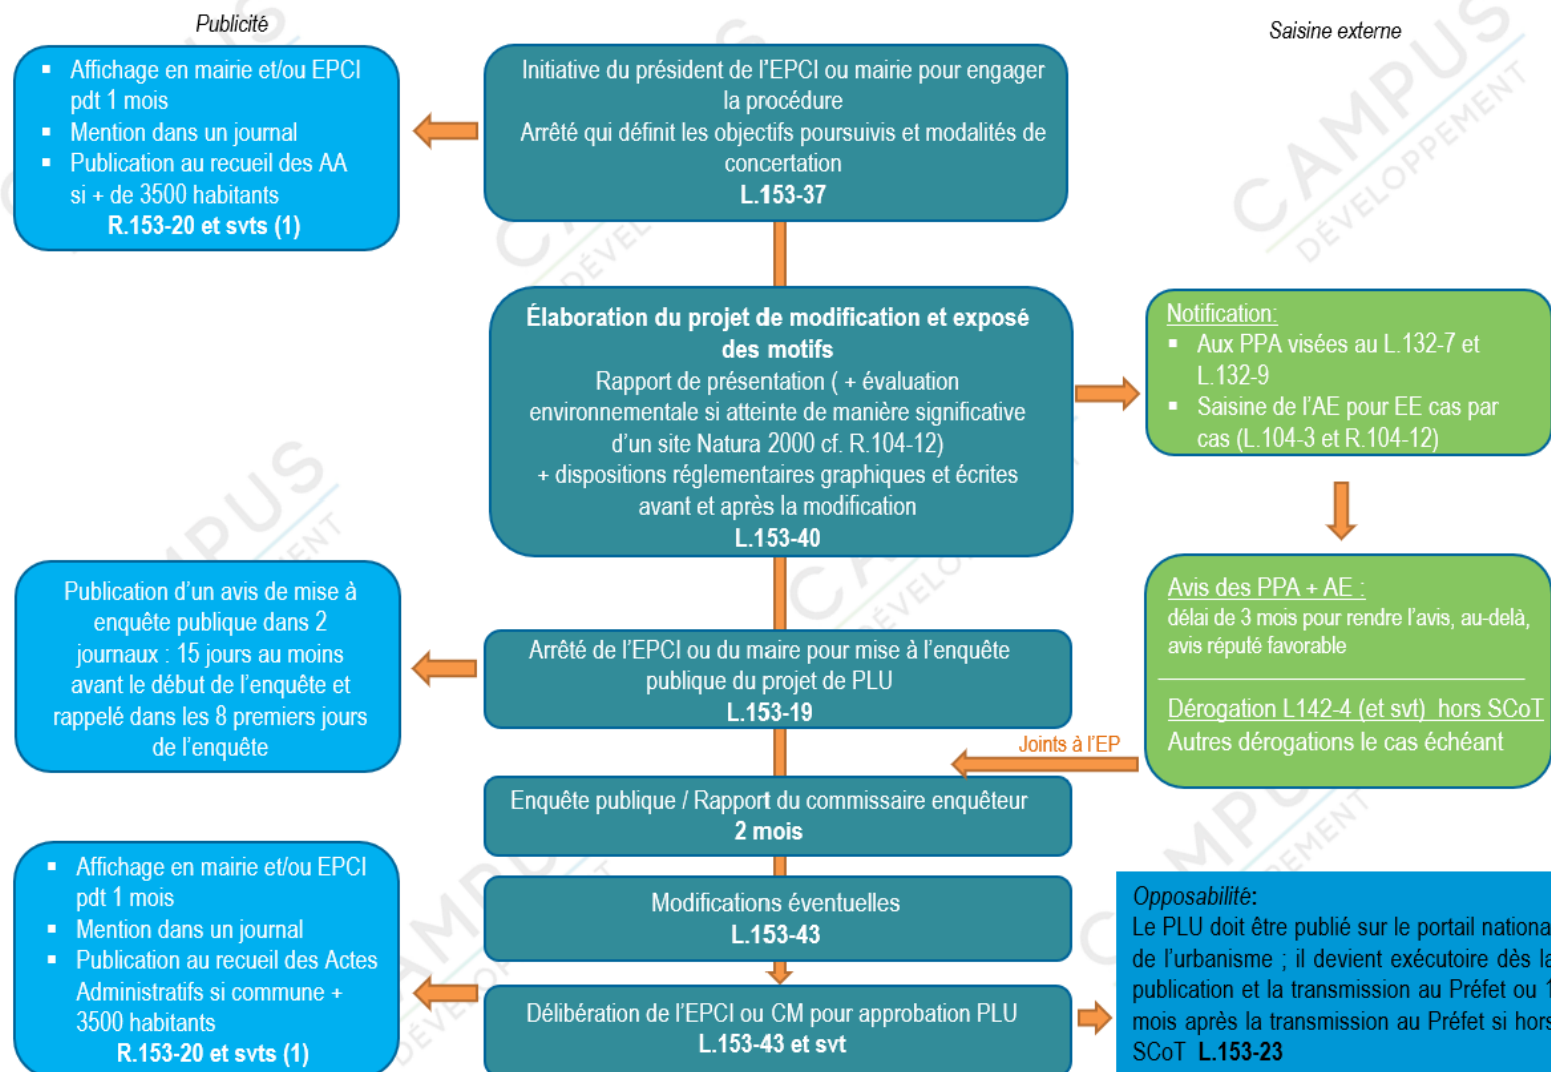 Publicité
Saisine externe
▪ Affichage en mairie et/ou EPCI
pdt 1 mois
▪ Mention dans un journal
▪ Publication au recueil des AA
si + de 3500 habitants
R.153-20 et svts (1)
Initiative du président de l'EPCI ou mairie pour engager
la procédure
Arrêté qui définit les objectifs poursuivis et modalités de
concertation
L.153-37
Élaboration du projet de modification et exposé
des motifs
Rapport de présentation ( + évaluation
environnementale si atteinte de manière significative
d'un site Natura 2000 cf. R.104-12)
+ dispositions réglementaires graphiques et écrites
avant et après la modification
L.153-40
Notification:
▪ Aux PPA visées au L.132-7 et
L.132-9
▪ Saisine de l'AE pour EE cas par
cas (L.104-3 et R.104-12)
Publication d'un avis de mise à
enquête publique dans 2
journaux : 15 jours au moins
avant le début de l'enquête et
rappelé dans les 8 premiers jours
de l'enquête
Arrêté de l'EPCI ou du maire pour mise à l'enquête
publique du projet de PLU
L.153-19
Avis des PPA + AE :
délai de 3 mois pour rendre l'avis, au-delà,
avis réputé favorable
Dérogation L142-4 (et svt) hors SCoT
Autres dérogations le cas échéant
Joints à l'EP
Enquête publique / Rapport du commissaire enquêteur
2 mois
Modifications éventuelles
L.153-43
▪ Affichage en mairie et/ou EPCI
pdt 1 mois
▪ Mention dans un journal
▪ Publication au recueil des Actes
Administratifs si commune +
3500 habitants
R.153-20 et svts (1)
Délibération de l'EPCI ou CM pour approbation PLU
L.153-43 et svt
Opposabilité:
Le PLU doit être publié sur le portail nationa
de l'urbanisme ; il devient exécutoire dès la
publication et la transmission au Préfet ou 1
mois après la transmission au Préfet si hors
SCoT L.153-23
CAMPUS
DÉVELOPPEMENT